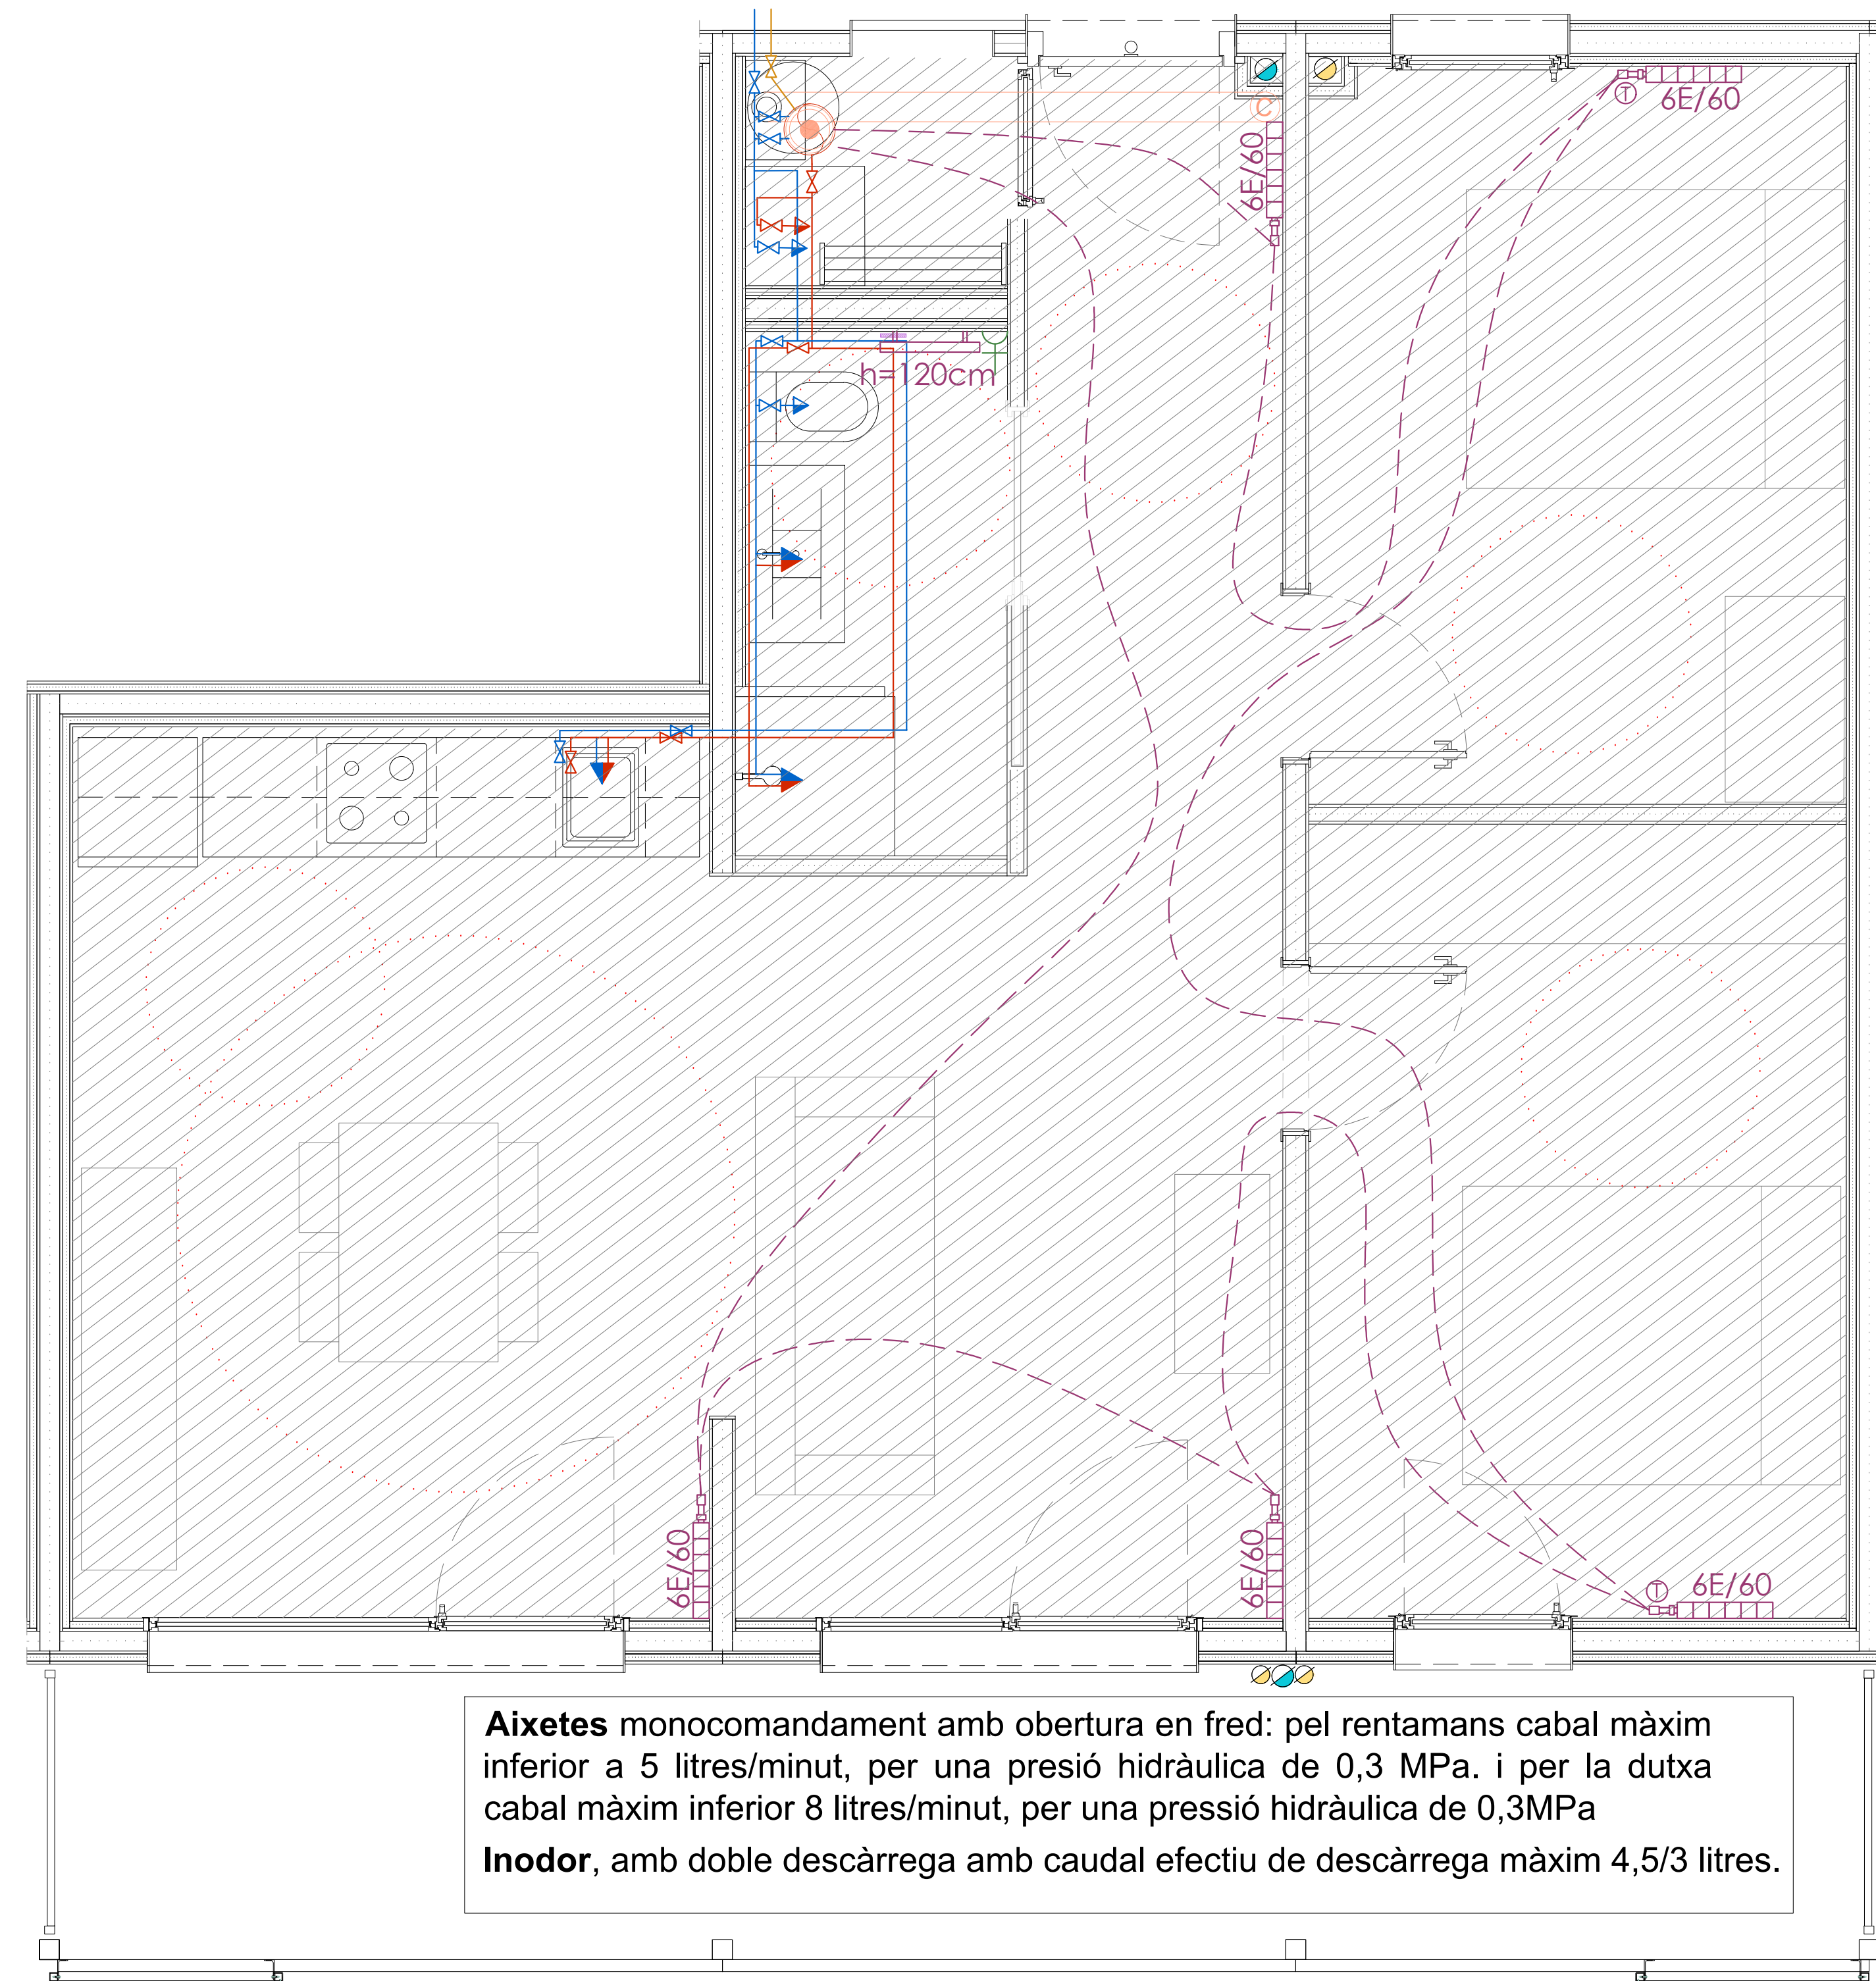 C
6E/60
T
6E/60
h=120cm
6E/60
6E/60
T
6E/60
Aixetes monocomandament amb obertura en fred: pel rentamans cabal màxim
inferior a 5 litres/minut, per una presió hidràulica de 0,3 MPa. i per la dutxa
cabal màxim inferior 8 litres/minut, per una pressió hidràulica de 0,3MPa
Inodor, amb doble descàrrega amb caudal efectiu de descàrrega màxim 4,5/3 litres.